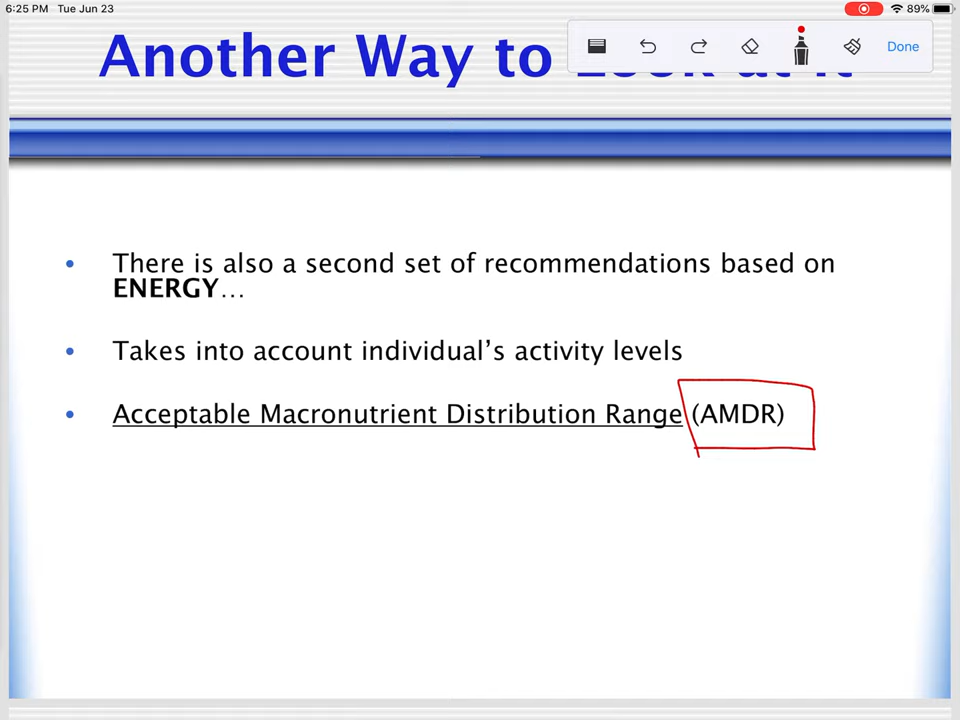 6:25 PM Tue Jun 23
89%
Done
Another Way to Look at It
• There is also a second set of recommendations based on
ENERGY…
• Takes into account individual’s activity levels
• Acceptable Macronutrient Distribution Range (AMDR)